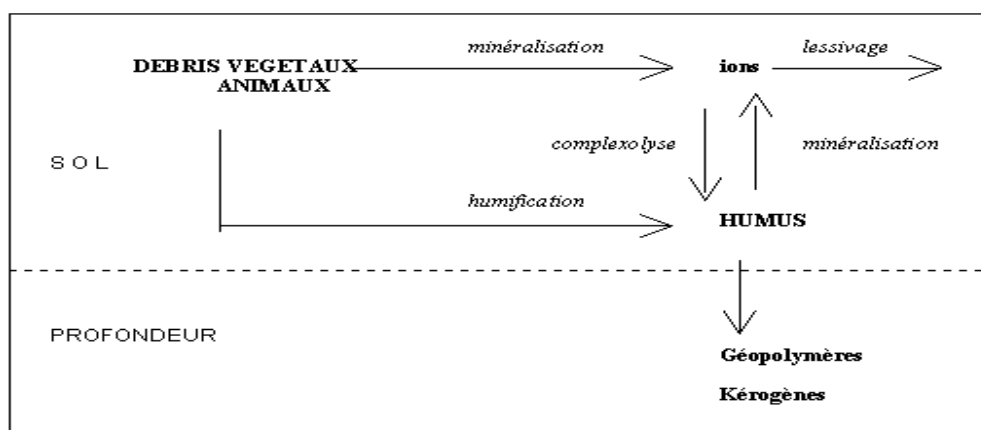 minéralisation
lessivage
DEBRIS VEGETAUX
ANIMAUX
ions
SOL
complexolyse
minéralisation
humification
HUMUS
PROFONDEUR
Géopolymères
Kérogènes